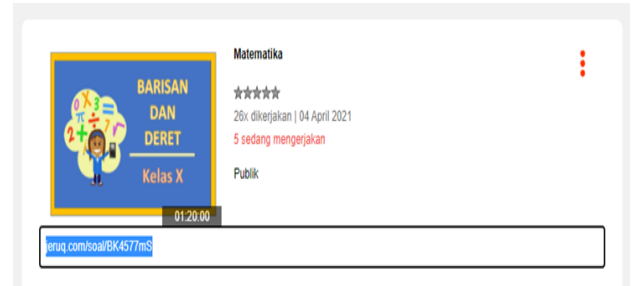 BARISAN
DAN
DERET
Kelas X
01:20:00
Matematika
26x dikerjakan | 04 April 2021
5 sedang mengerjakan
Publik
jeruq.com/soal/BK4577mS